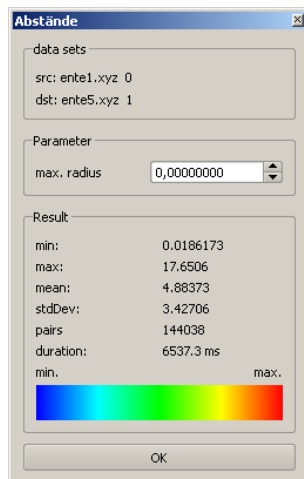 Abstände
data sets
src: ente1.xyz 0
dst: ente5.xyz 1
Parameter
max. radius 0,00000000
Result
min: 0.0186173
max: 17.6506
mean: 4.88373
stdDev: 3.42706
pairs 144038
duration: 6537.3 ms
min. max.
OK